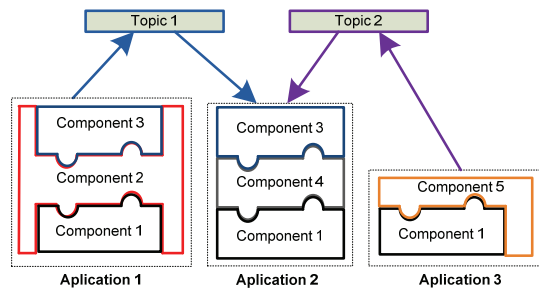 Topic 1
Topic 2
Component 3
Component 2
Component 1
Component 3
Component 4
Component 1
Component 5
Component 1
Aplication 1
Aplication 2
Aplication 3